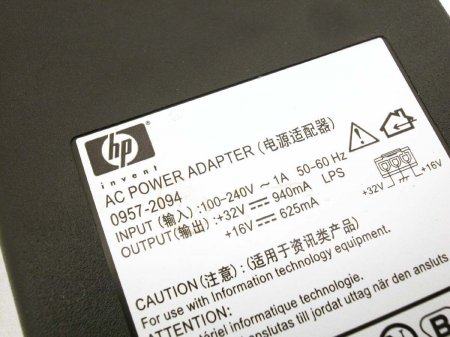 hp
invent
AC POWER ADAPTER (电源适配器)
0957-2094
INPUT (输入) :100-240V ~ 1A 50-60 Hz
OUTPUT(输出) :+32V ⎓ 940mA LPS
+16V ⎓ 625mA
+32V +16V
CAUTION (注意) : (适用于资讯类产品)
For use with Information technology equipment.
ATTENTION:
matériel informatique technologie.
anslutas till jordat uttag när den ansluts
B